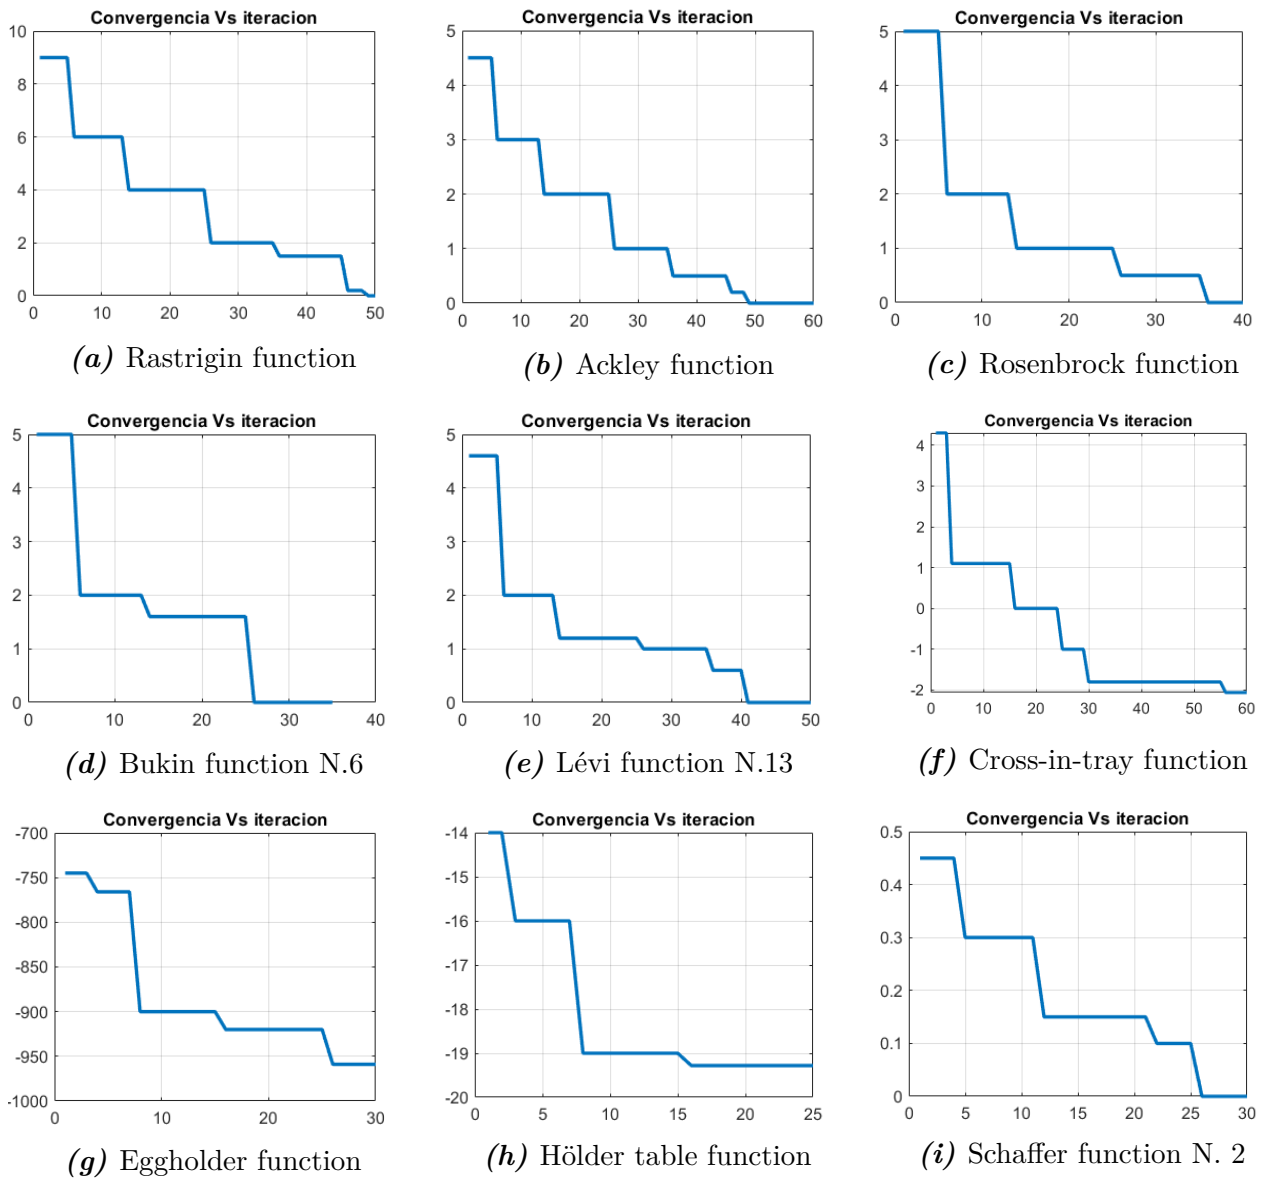 Convergencia Vs iteracion
10
8
6
4
2
0
0 10 20 30 40 50
(a) Rastrigin function
Convergencia Vs iteracion
5
4
3
2
1
0
0 10 20 30 40 50 60
(b) Ackley function
Convergencia Vs iteracion
5
4
3
2
1
0
0 10 20 30 40
(c) Rosenbrock function
Convergencia Vs iteracion
5
4
3
2
1
0
0 10 20 30 40
(d) Bukin function N.6
Convergencia Vs iteracion
5
4
3
2
1
0
0 10 20 30 40 50
(e) Lévi function N.13
Convergencia Vs iteracion
4
3
2
1
0
-1
-2
0 10 20 30 40 50 60
(f) Cross-in-tray function
Convergencia Vs iteracion
-700
-750
-800
-850
-900
-950
-1000
0 10 20 30
(g) Eggholder function
Convergencia Vs iteracion
-14
-15
-16
-17
-18
-19
-20
0 5 10 15 20 25
(h) Hölder table function
Convergencia Vs iteracion
0.5
0.4
0.3
0.2
0.1
0
0 5 10 15 20 25 30
(i) Schaffer function N. 2